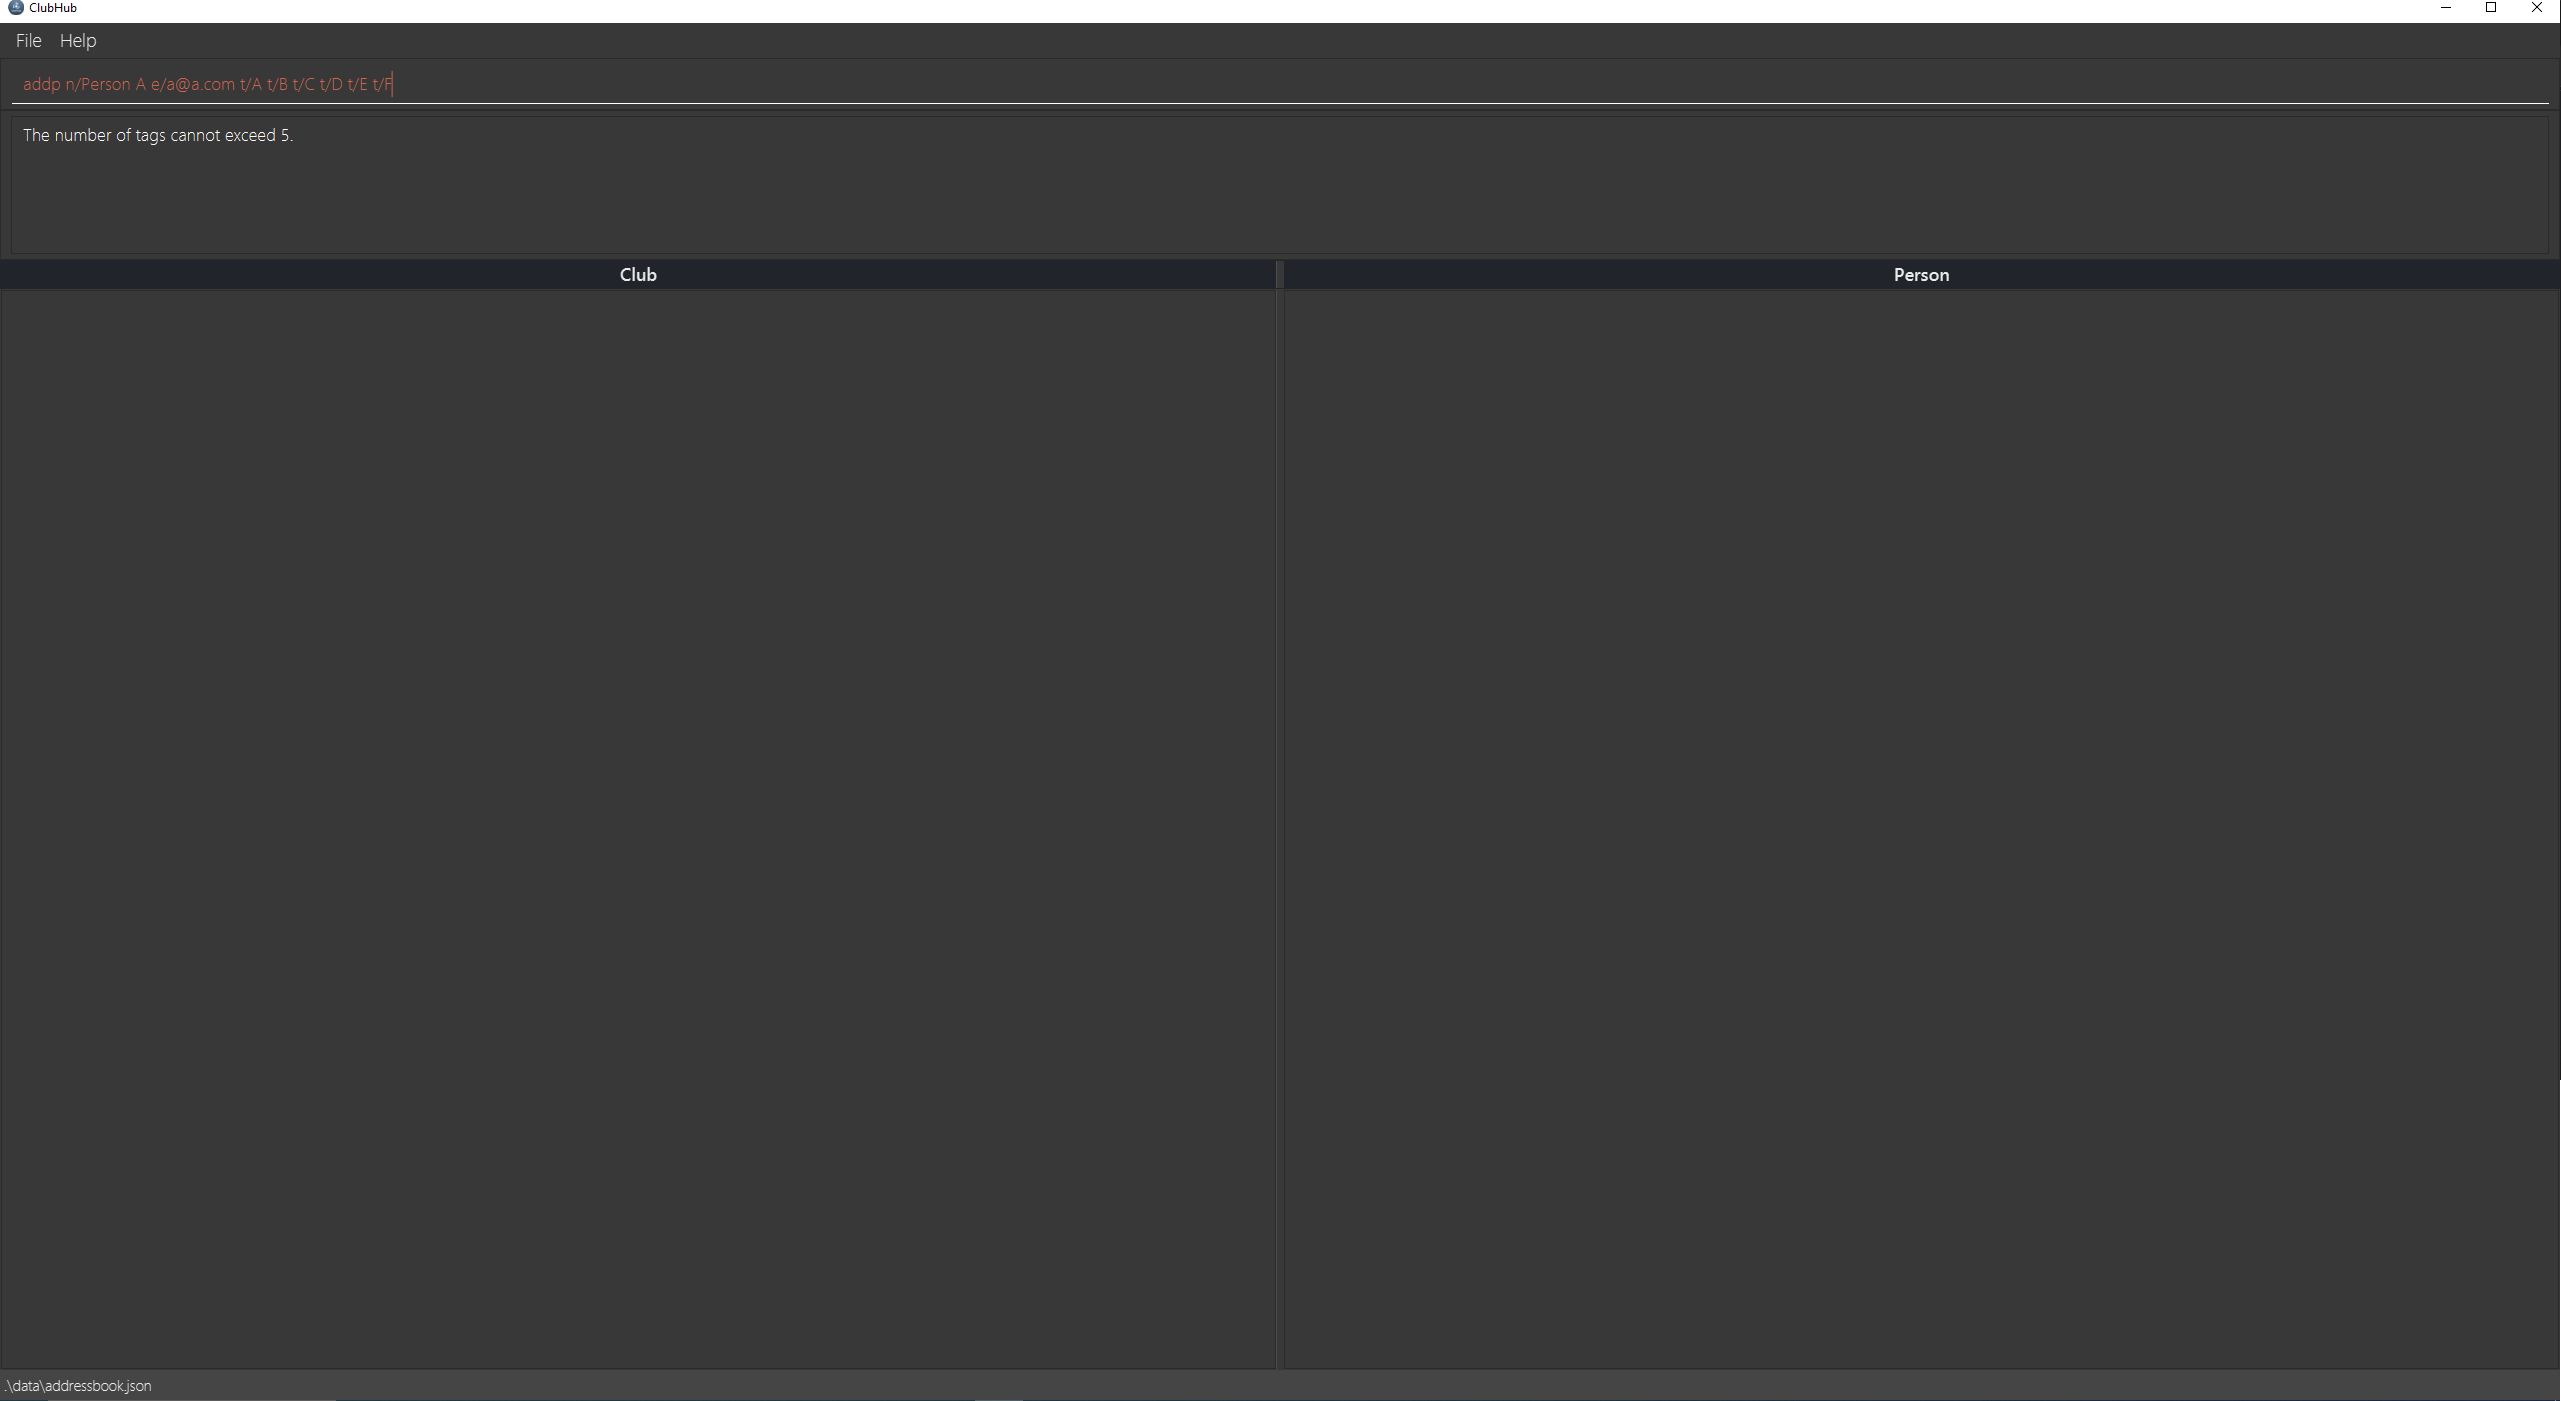 ClubHub
File Help
addp n/Person A e/a@a.com t/A t/B t/C t/D t/E t/F
The number of tags cannot exceed 5.
Club Person
.\data\addressbook.json